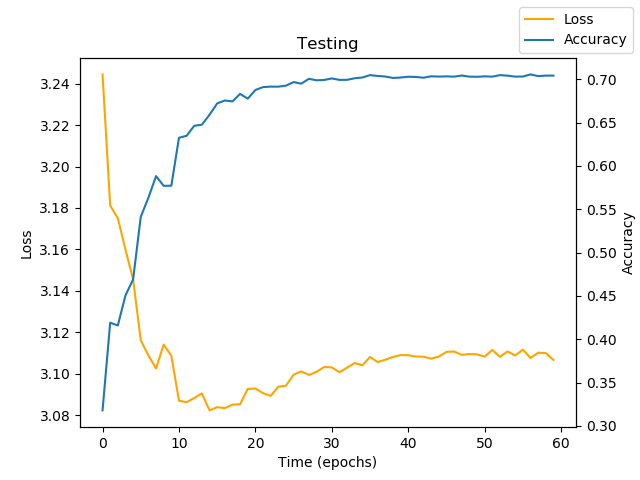 Loss
Accuracy
Testing
3.24
3.22
3.20
3.18
3.16
3.14
3.12
3.10
3.08
Loss
0.70
0.65
0.60
0.55
0.50
0.45
0.40
0.35
0.30
Accuracy
0 10 20 30 40 50 60
Time (epochs)